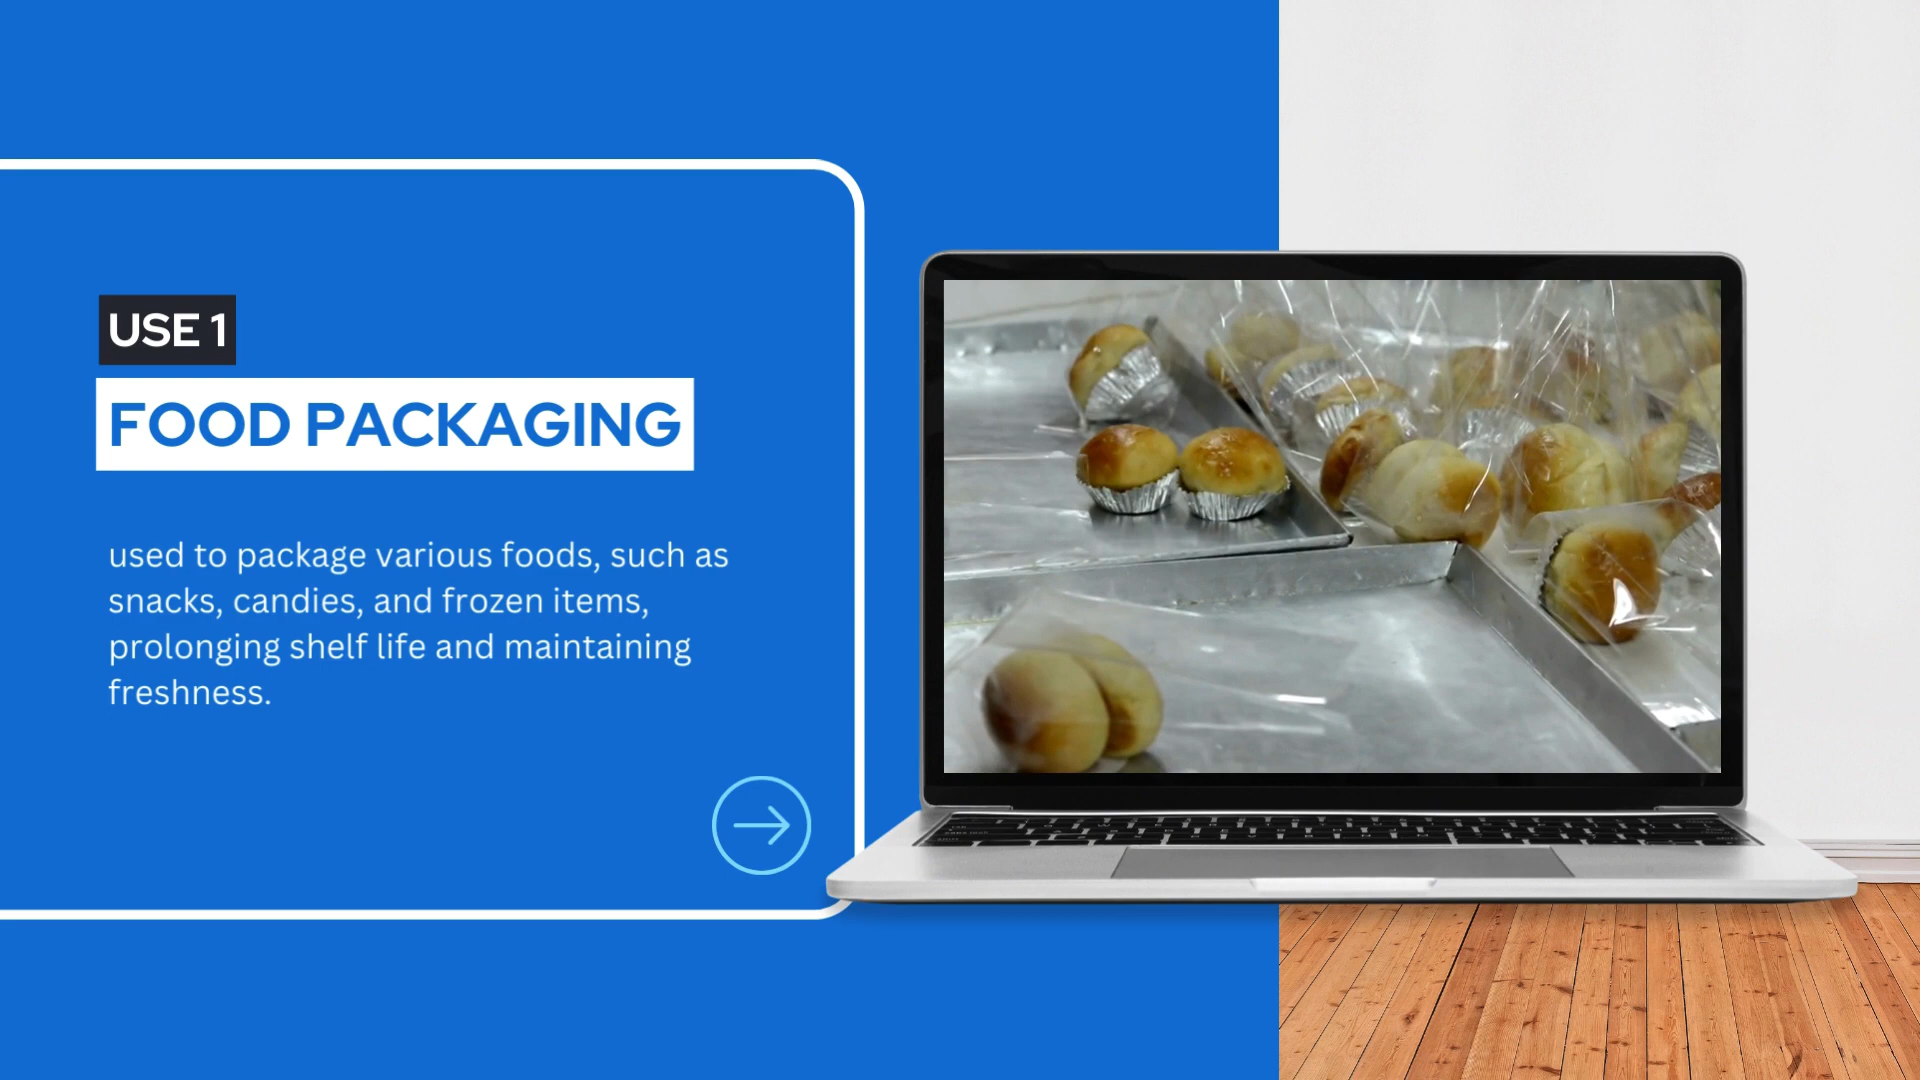 USE 1
FOOD PACKAGING
used to package various foods, such as
snacks, candies, and frozen items,
prolonging shelf life and maintaining
freshness.